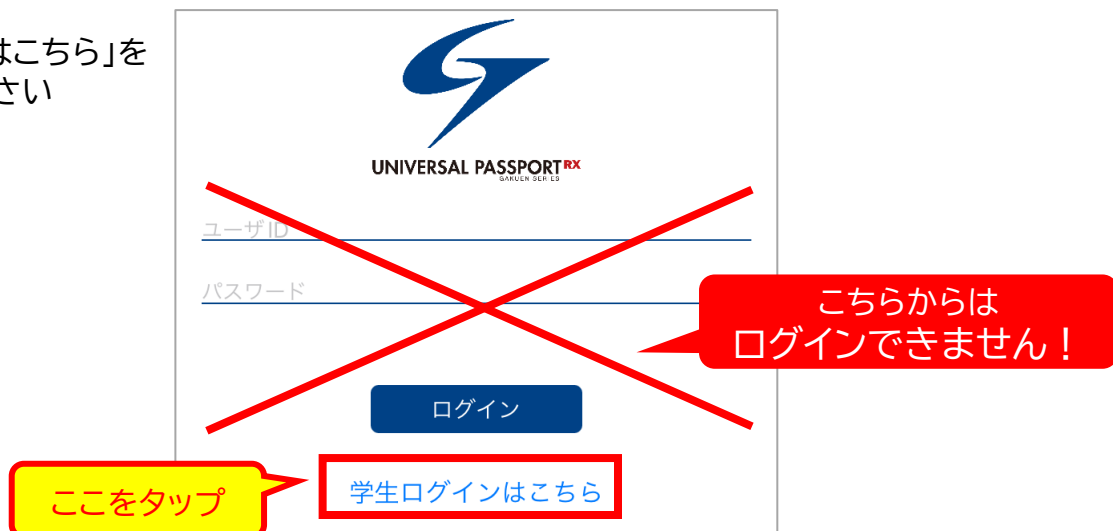 はこちら」を
さい
UNIVERSAL PASSPORT RX
GAKUEN SERIES
ユーザID
パスワード
こちらからは
ログインできません！
ログイン
ここをタップ
学生ログインはこちら